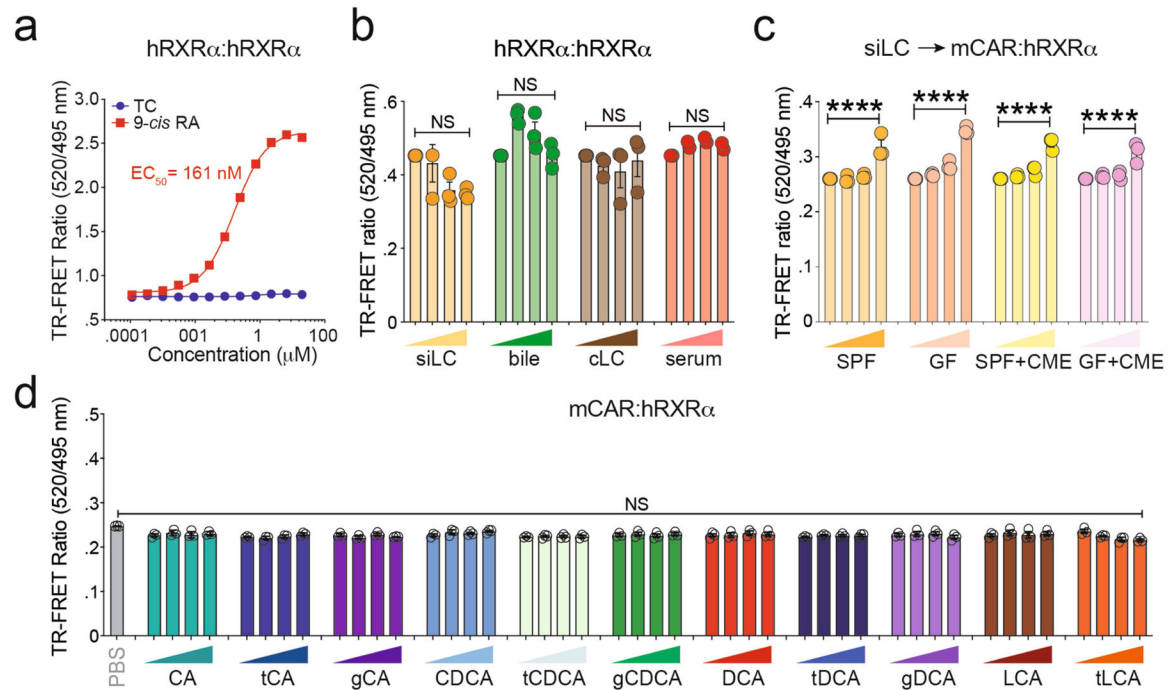 a
hRXRα:hRXRα
TR-FRET Ratio (520/495 nm)
3.0
2.5
2.0
1.5
1.0
.5
TC
9-cis RA
EC50= 161 nM
.0001 .01 .001 1 100
Concentration (μM)
b
hRXRα:hRXRα
TR-FRET ratio (520/495 nm)
.6
.4
.2
0
NS NS NS NS
siLC bile cLC serum
c
siLC → mCAR:hRXRα
TR-FRET ratio (520/495 nm)
.4
.3
.2
.1
0
**** **** **** ****
SPF GF SPF+CME GF+CME
d
mCAR:hRXRα
TR-FRET Ratio (520/495 nm)
.5
.4
.3
.2
.1
0
NS
PBS CA tCA gCA CDCA tCDCA gCDCA DCA tDCA gDCA LCA tLCA